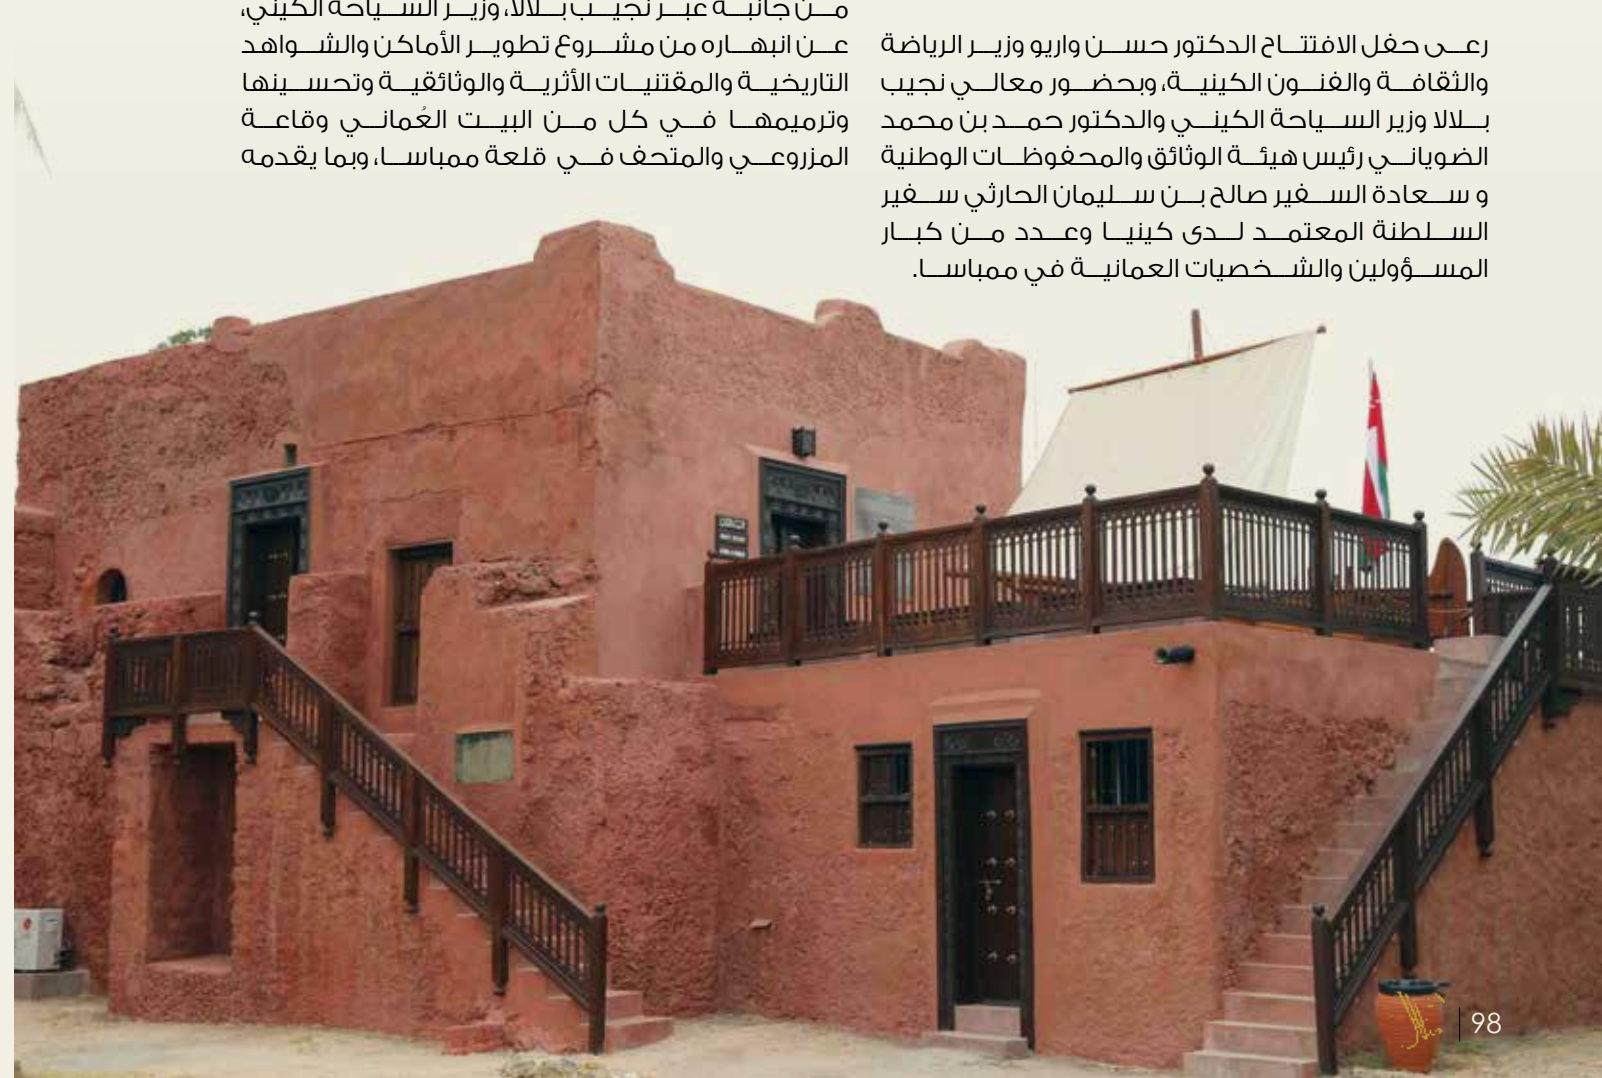 رعى حفل الافتتاح الدكتور حسن واريو وزير الرياضة
والثقافة والفنون الكينية، وبحضور معالي نجيب
بلالا وزير السياحة الكيني والدكتور حمد بن محمد
الضوياني رئيس هيئة الوثائق والمحفوظات الوطنية
و سعادة السفير صالح بن سليمان الحارثي سفير
السلطنة المعتمد لدى كينيا وعدد من كبار
المسؤولين والشخصيات العمانية في ممباسا.
من جانبه عبر نجيب بلالا، وزير السياحة الكيني،
عن انبهاره من مشروع تطوير الأماكن والشواهد
التاريخية والمقتنيات الأثرية والوثائقية وتحسينها
وترميمها في كل من البيت العُماني وقاعة
المزروعي والمتحف في قلعة ممباسا، وبما يقدمه
98